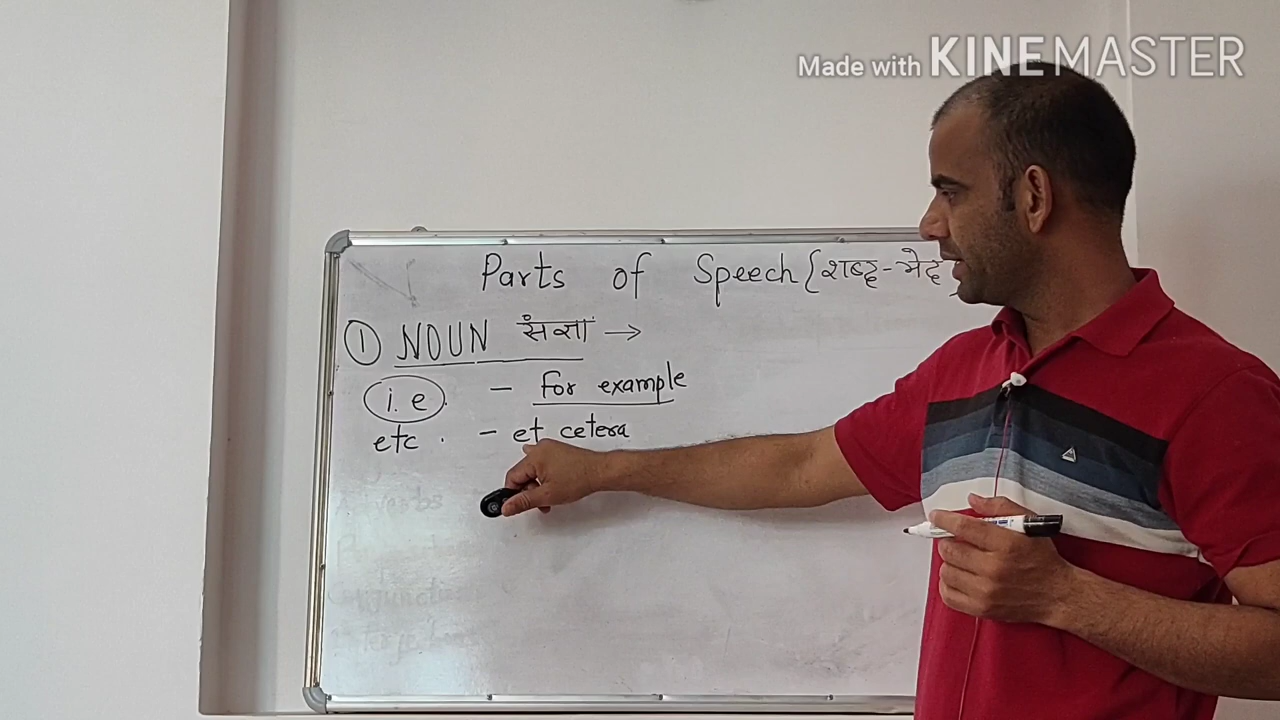 Made with KINEMASTER
Parts of Speech {शब्द-भेद
① NOUN संज्ञा →
i.e. - For example
etc. - et cetera